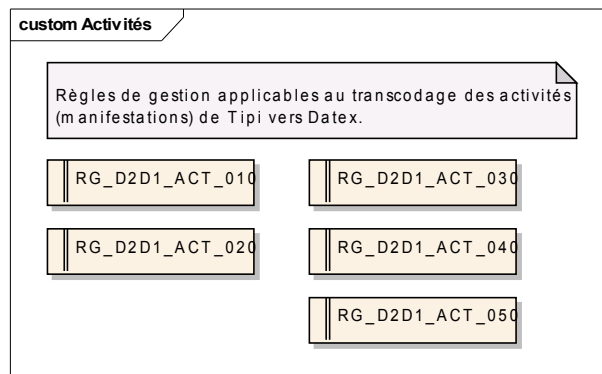 custom Activités
Règles de gestion applicables au transcodage des activités
(manifestations) de Tipi vers Datex.
RG_D2D1_ACT_010
RG_D2D1_ACT_020
RG_D2D1_ACT_030
RG_D2D1_ACT_040
RG_D2D1_ACT_050